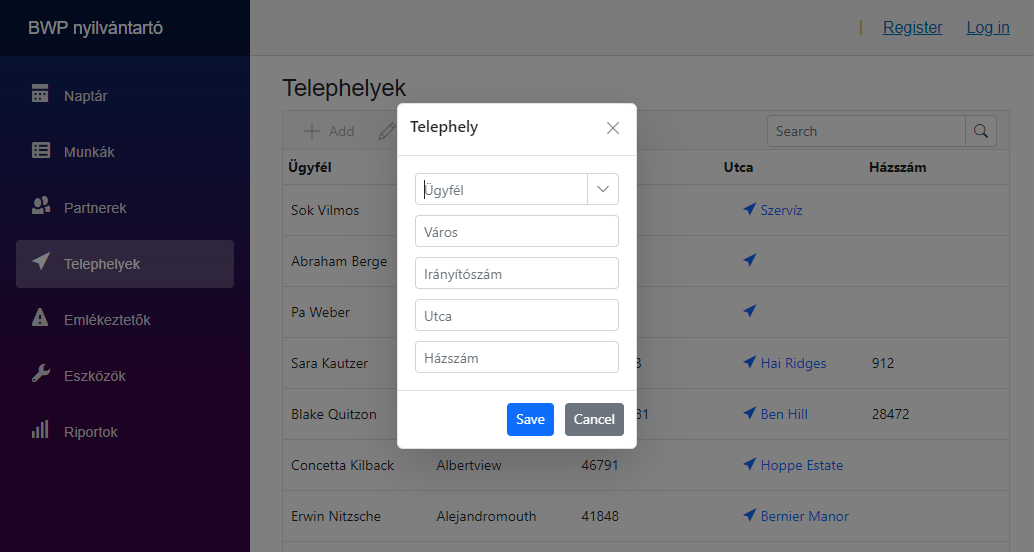 BWP nyilvántartó
Register
Log in
Naptár
Munkák
Partnerek
Telephelyek
Emlékeztetők
Eszközök
Riportok
Telephelyek
Add
Search
Ügyfél
Utca
Házszám
Sok Vilmos
Szervíz
Abraham Berge
Pa Weber
Sara Kautzer
3
Hai Ridges
912
Blake Quitzon
31
Ben Hill
28472
Concetta Kilback
Albertview
46791
Hoppe Estate
Erwin Nitzsche
Alejandromouth
41848
Bernier Manor
Telephely
Ügyfél
Város
Irányítószám
Utca
Házszám
Save
Cancel